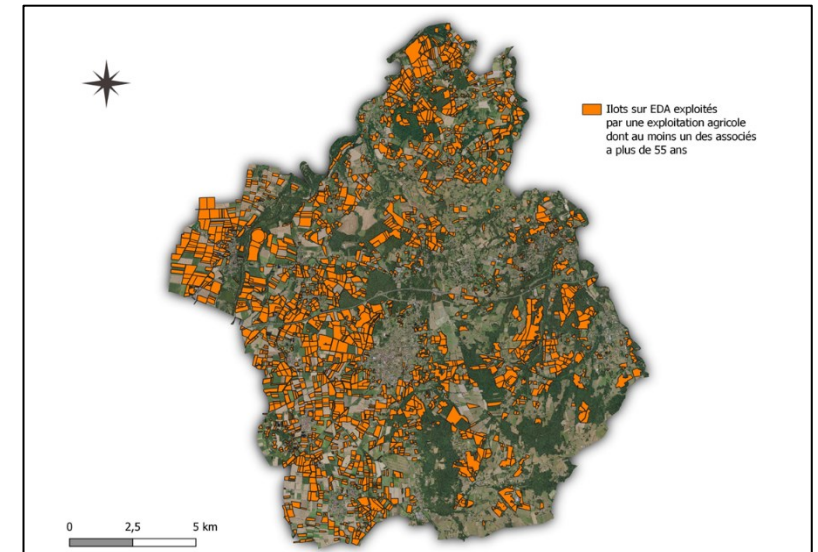 Ilots sur EDA exploités
par une exploitation agricole
dont au moins un des associés
a plus de 55 ans
0 2,5 5 km